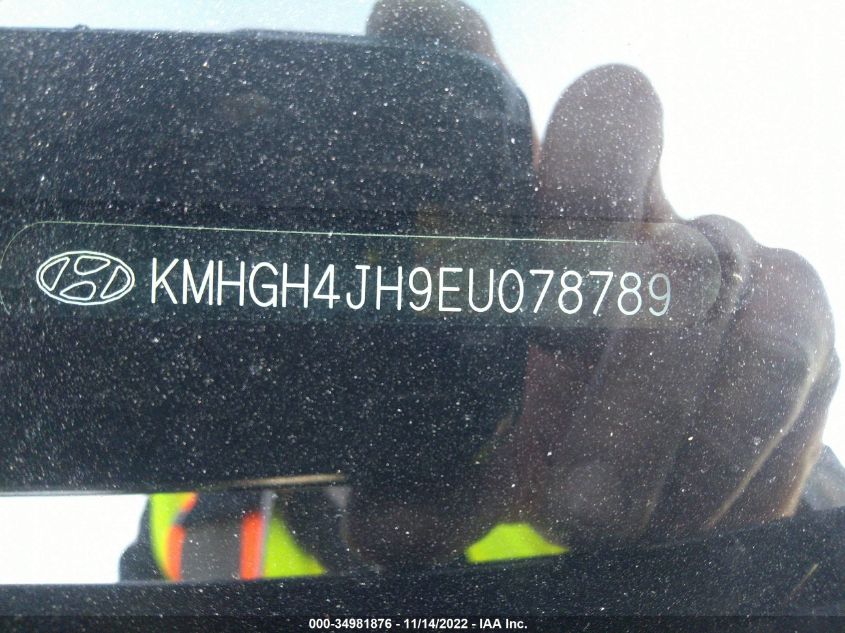 KMHGH4JH9EU078789
000-34981876 - 11/14/2022 - IAA Inc.